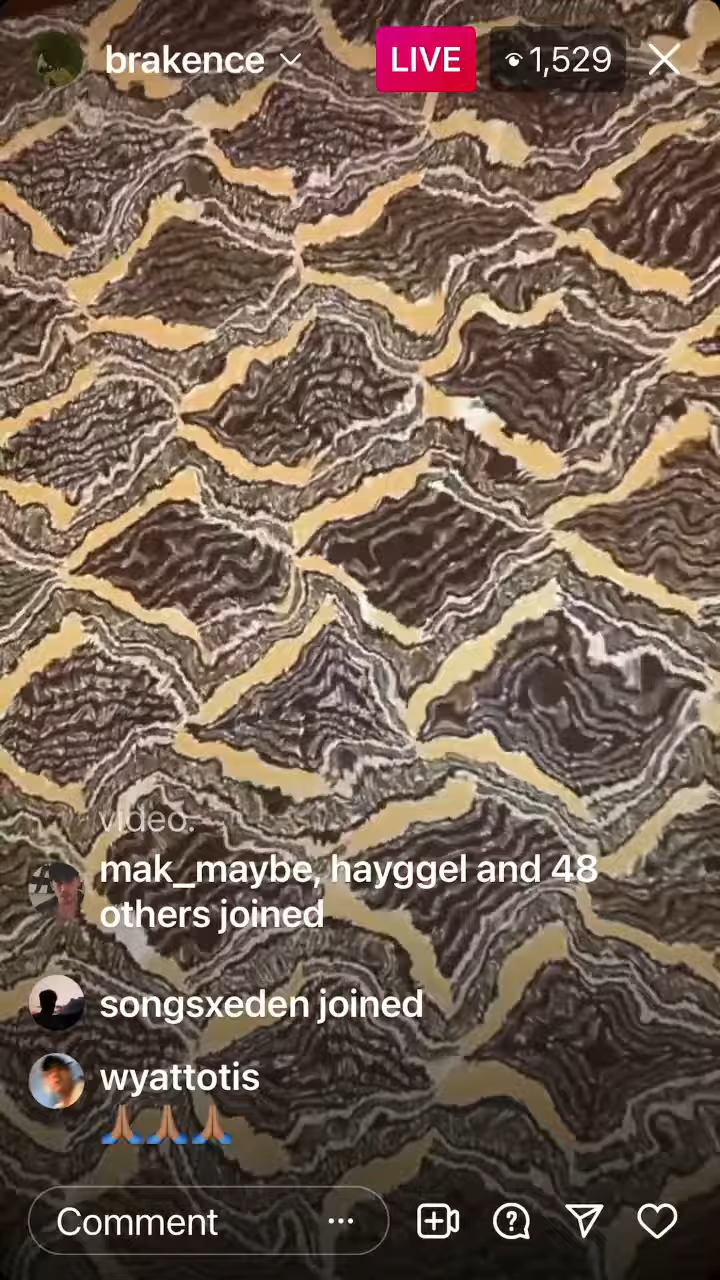 brakence
LIVE
1,529
video.
mak_maybe, hayggel and 48
others joined
songsxeden joined
wyattotis
🙏🏽🙏🏽🙏🏽
Comment